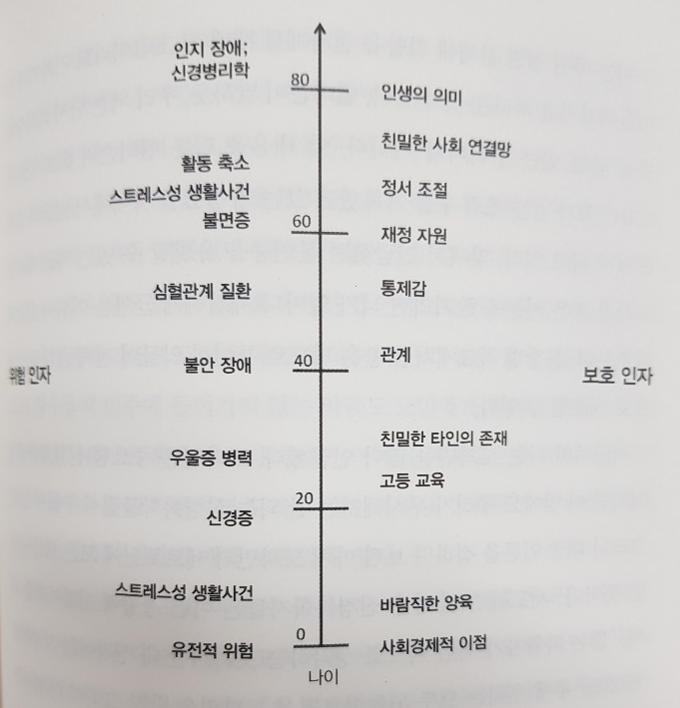 인지 장애;
신경병리학
80
인생의 의미
친밀한 사회 연결망
활동 축소
스트레스성 생활사건
정서 조절
불면증
60
재정 자원
심혈관계 질환
통제감
불안 장애
40
관계
위험 인자
보호 인자
친밀한 타인의 존재
우울증 병력
고등 교육
20
신경증
스트레스성 생활사건
바람직한 양육
0
유전적 위험
사회경제적 이점
나이